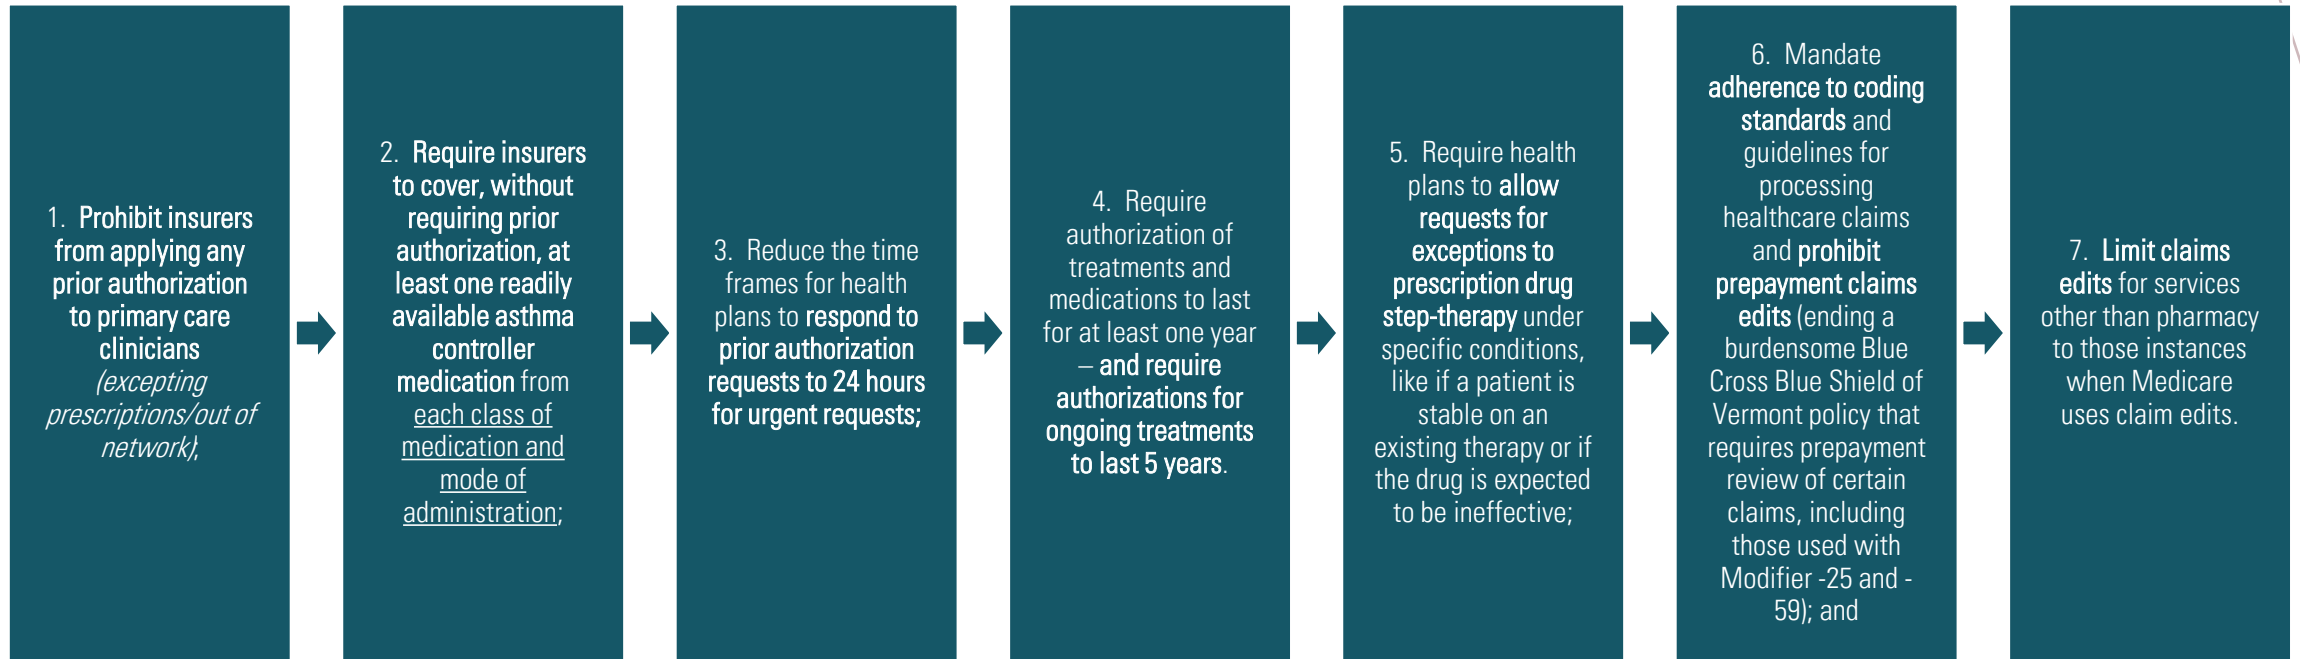 1. Prohibit insurers
from applying any
prior authorization
to primary care
clinicians
(excepting
prescriptions/out of
network);
2. Require insurers
to cover, without
requiring prior
authorization, at
least one readily
available asthma
controller
medication from
each class of
medication and
mode of
administration;
3. Reduce the time
frames for health
plans to respond to
prior authorization
requests to 24 hours
for urgent requests;
4. Require
authorization of
treatments and
medications to last
for at least one year
– and require
authorizations for
ongoing treatments
to last 5 years.
5. Require health
plans to allow
requests for
exceptions to
prescription drug
step-therapy under
specific conditions,
like if a patient is
stable on an
existing therapy or if
the drug is expected
to be ineffective;
6. Mandate
adherence to coding
standards and
guidelines for
processing
healthcare claims
and prohibit
prepayment claims
edits (ending a
burdensome Blue
Cross Blue Shield of
Vermont policy that
requires prepayment
review of certain
claims, including
those used with
Modifier -25 and -
59); and
7. Limit claims
edits for services
other than pharmacy
to those instances
when Medicare
uses claim edits.